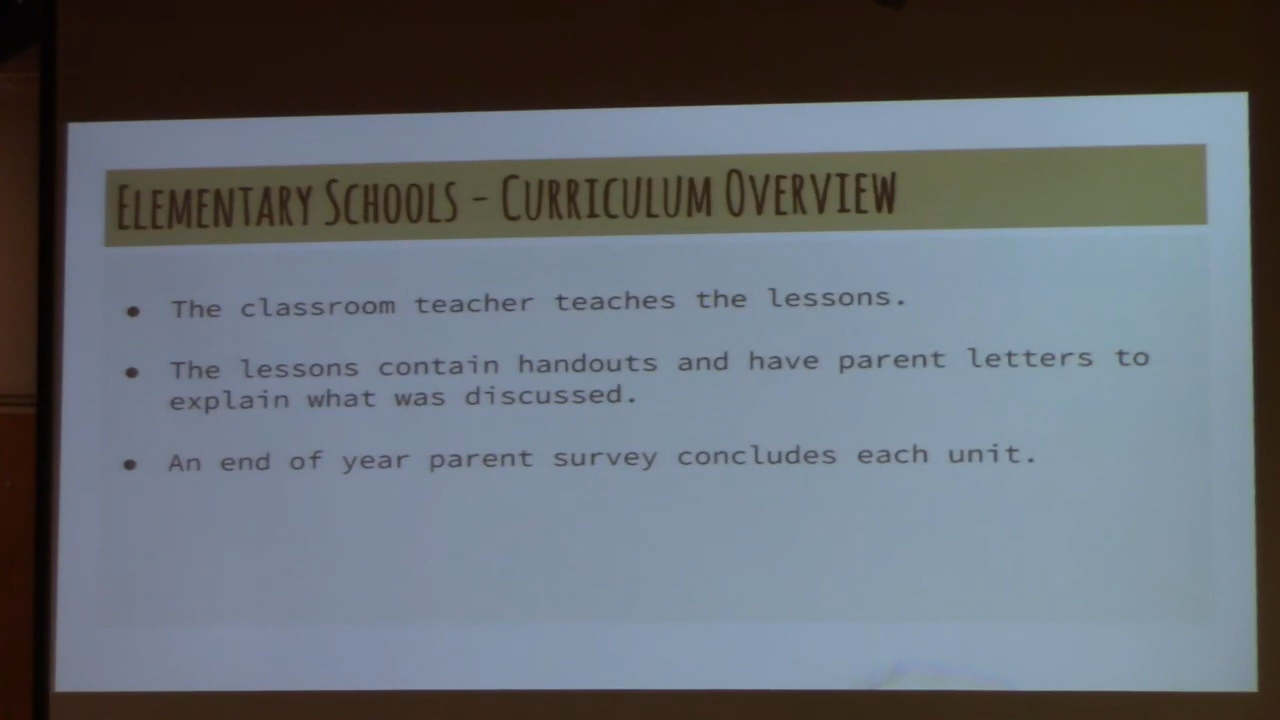 Elementary Schools - Curriculum Overview
● The classroom teacher teaches the lessons.
● The lessons contain handouts and have parent letters to
explain what was discussed.
● An end of year parent survey concludes each unit.